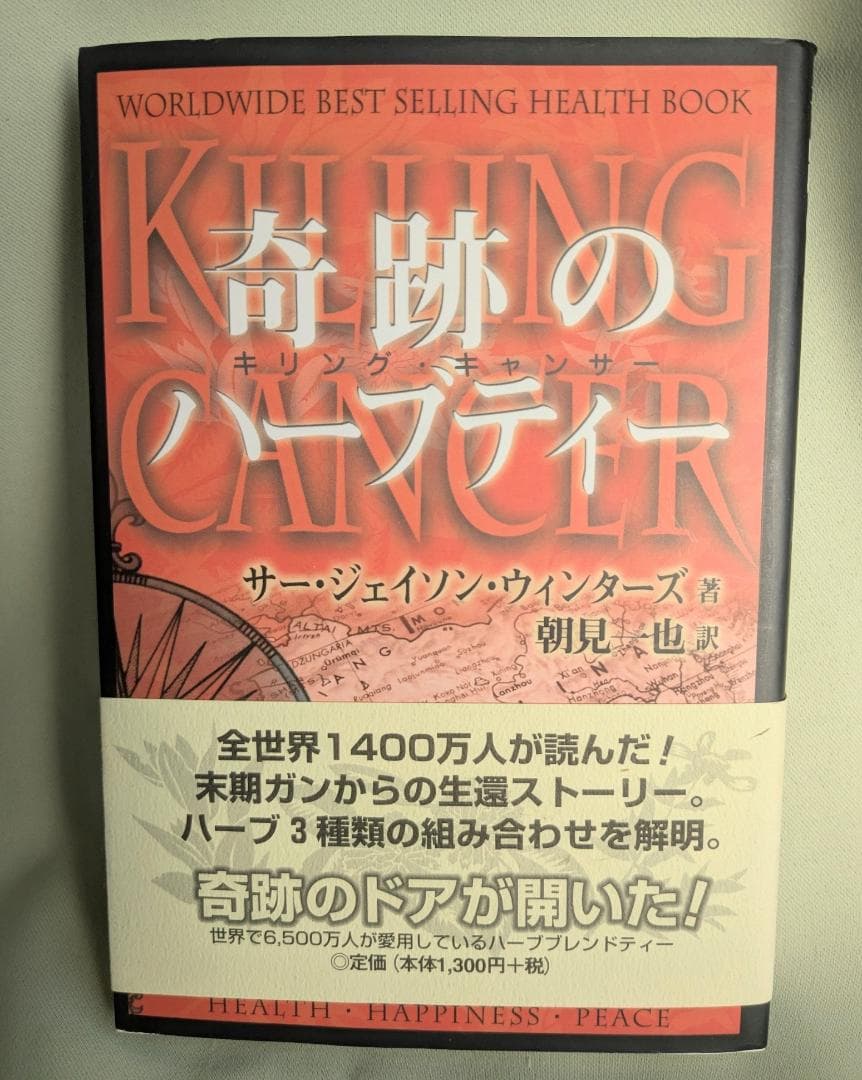 WORLDWIDE BEST SELLING HEALTH BOOK
KILLING
奇跡の
キリング・キャンサー
CANCER
ハーブティー
サー・ジェイソン・ウィンターズ 著
朝見一也 訳
ALTAI MTS.
DZUNGARIA
Urumqi
Lanzhou
Xi'an
全世界1400万人が読んだ!
末期ガンからの生還ストーリー。
ハーブ3種類の組み合わせを解明。
奇跡のドアが開いた!
世界で6,500万人が愛用しているハーブブレンドティー
◎定価(本体1,300円+税)
HEALTH・HAPPINESS・PEACE